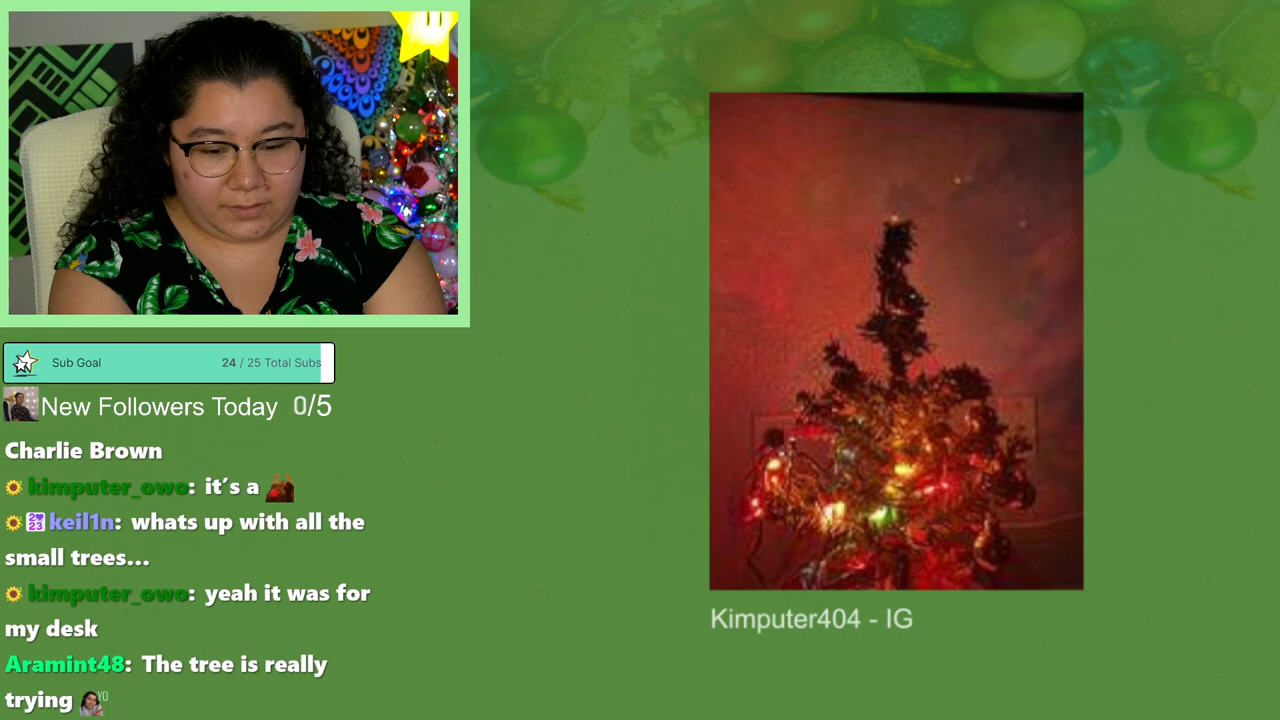 Sub Goal 24 / 25 Total Subs
New Followers Today 0/5
Charlie Brown
kimputer_owo: it's a
keil1n: whats up with all the
small trees...
kimputer_owo: yeah it was for
my desk
Aramint48: The tree is really
trying YO
Kimputer404 - IG